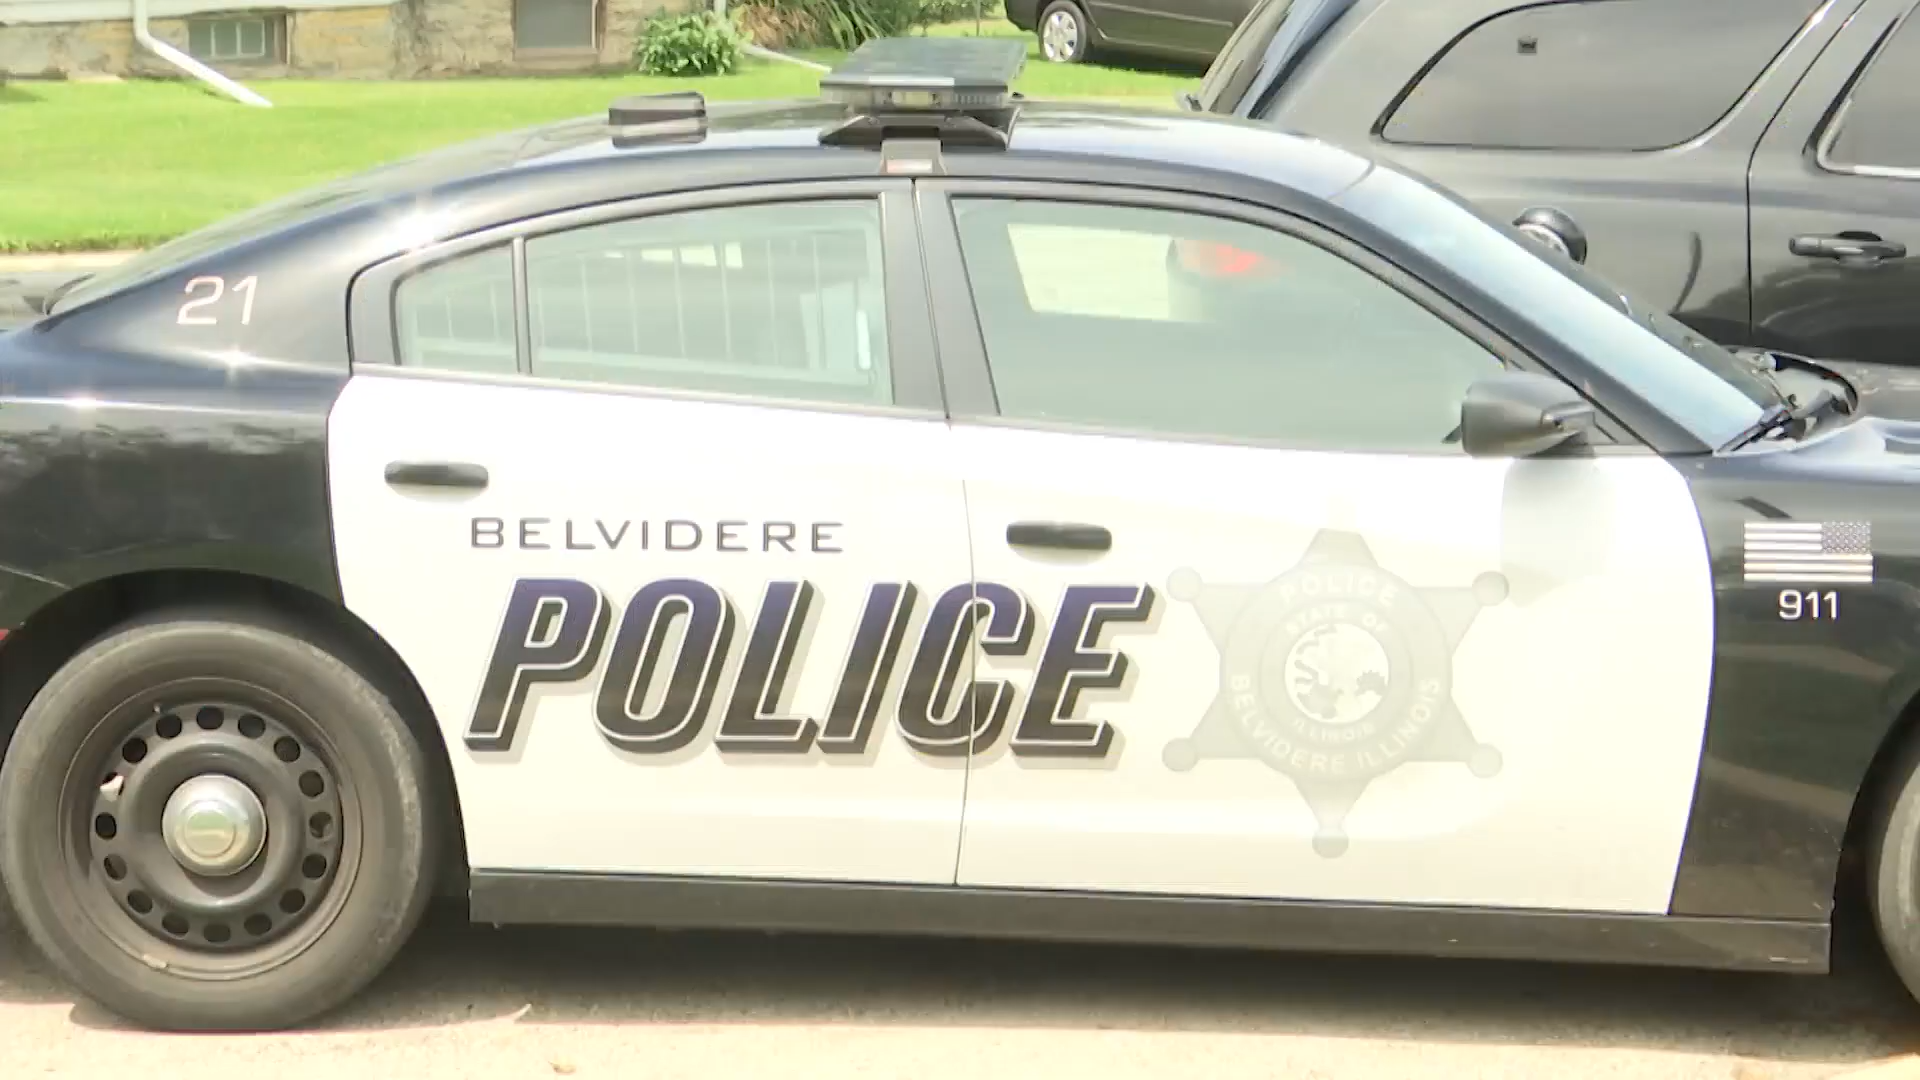 21
BELVIDERE
POLICE
POLICE
STATE OF
ILLINOIS
BELVIDERE ILLINOIS
911